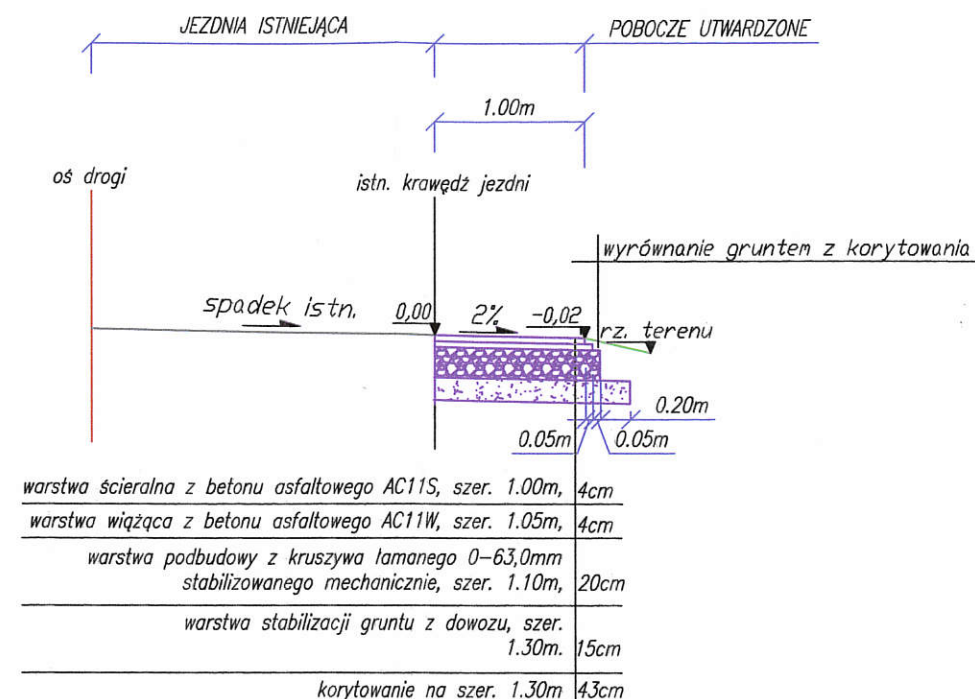 JEZDNIA ISTNIEJĄCA
POBOCZE UTWARDZONE
1.00m
oś drogi
istn. krawędź jezdni
wyrównanie gruntem z korytowania
spadek istn.
0,00
2%
-0,02
rz. terenu
0.20m
0.05m
0.05m
warstwa ścieralna z betonu asfaltowego AC11S, szer. 1.00m, 4cm
warstwa wiążąca z betonu asfaltowego AC11W, szer. 1.05m, 4cm
warstwa podbudowy z kruszywa łamanego 0-63,0mm
stabilizowanego mechanicznie, szer. 1.10m, 20cm
warstwa stabilizacji gruntu z dowozu, szer.
1.30m. 15cm
korytowanie na szer. 1.30m 43cm